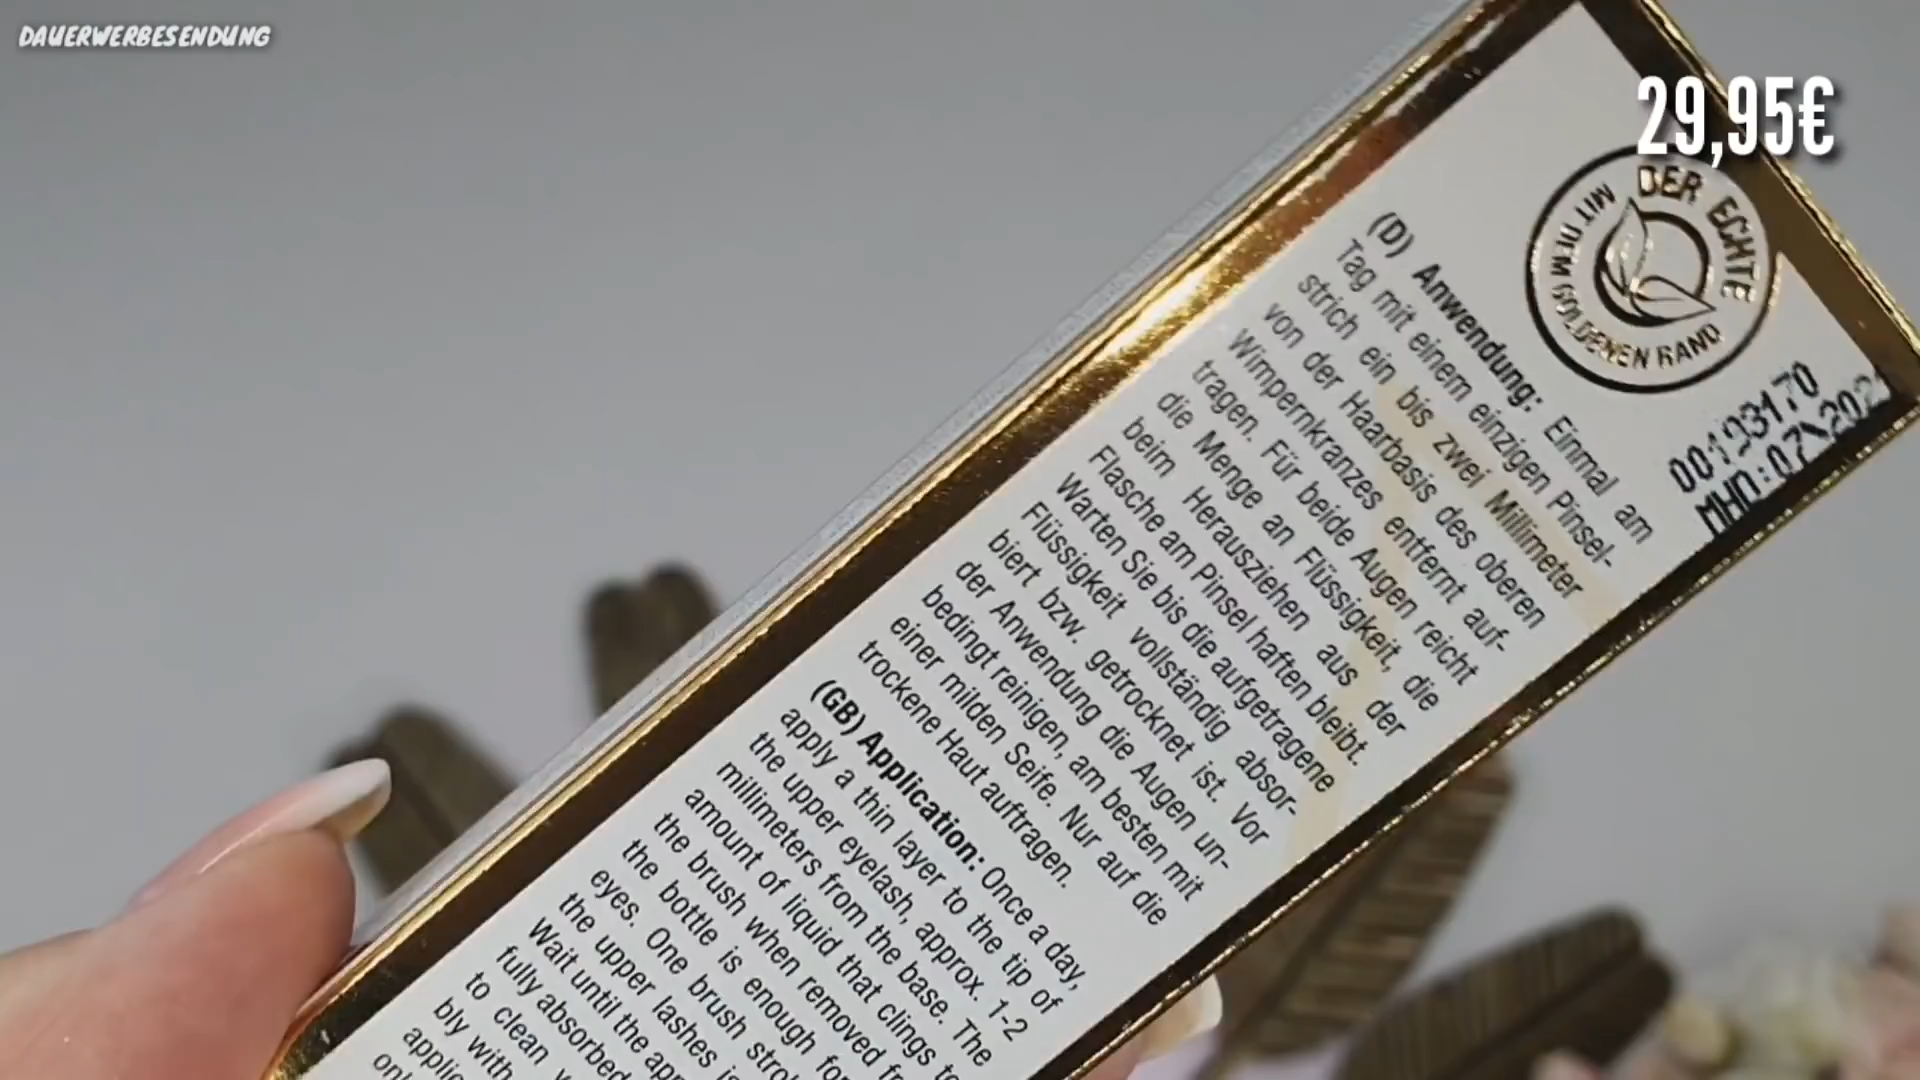 DAUERWERBESENDUNG
29,95€
DER ECHTE
MIT DEM GOLDENEN RAND
00123170
MHD:07\202
(D) Anwendung: Einmal am
Tag mit einem einzigen Pinsel-
strich ein bis zwei Millimeter
von der Haarbasis des oberen
Wimpernkranzes entfernt auf-
tragen. Für beide Augen reicht
die Menge an Flüssigkeit, die
beim Herausziehen aus der
Flasche am Pinsel haften bleibt.
Warten Sie bis die aufgetragene
Flüssigkeit vollständig absor-
biert bzw. getrocknet ist. Vor
der Anwendung die Augen un-
bedingt reinigen, am besten mit
einer milden Seife. Nur auf die
trockene Haut auftragen.
(GB) Application: Once a day,
apply a thin layer to the tip of
the upper eyelash, approx. 1-2
millimeters from the base. The
amount of liquid that clings to
the brush when removed
the bottle is enough
eyes. One brush
the upper lashes
Wait until the
fully absorbed
to clean
bly with